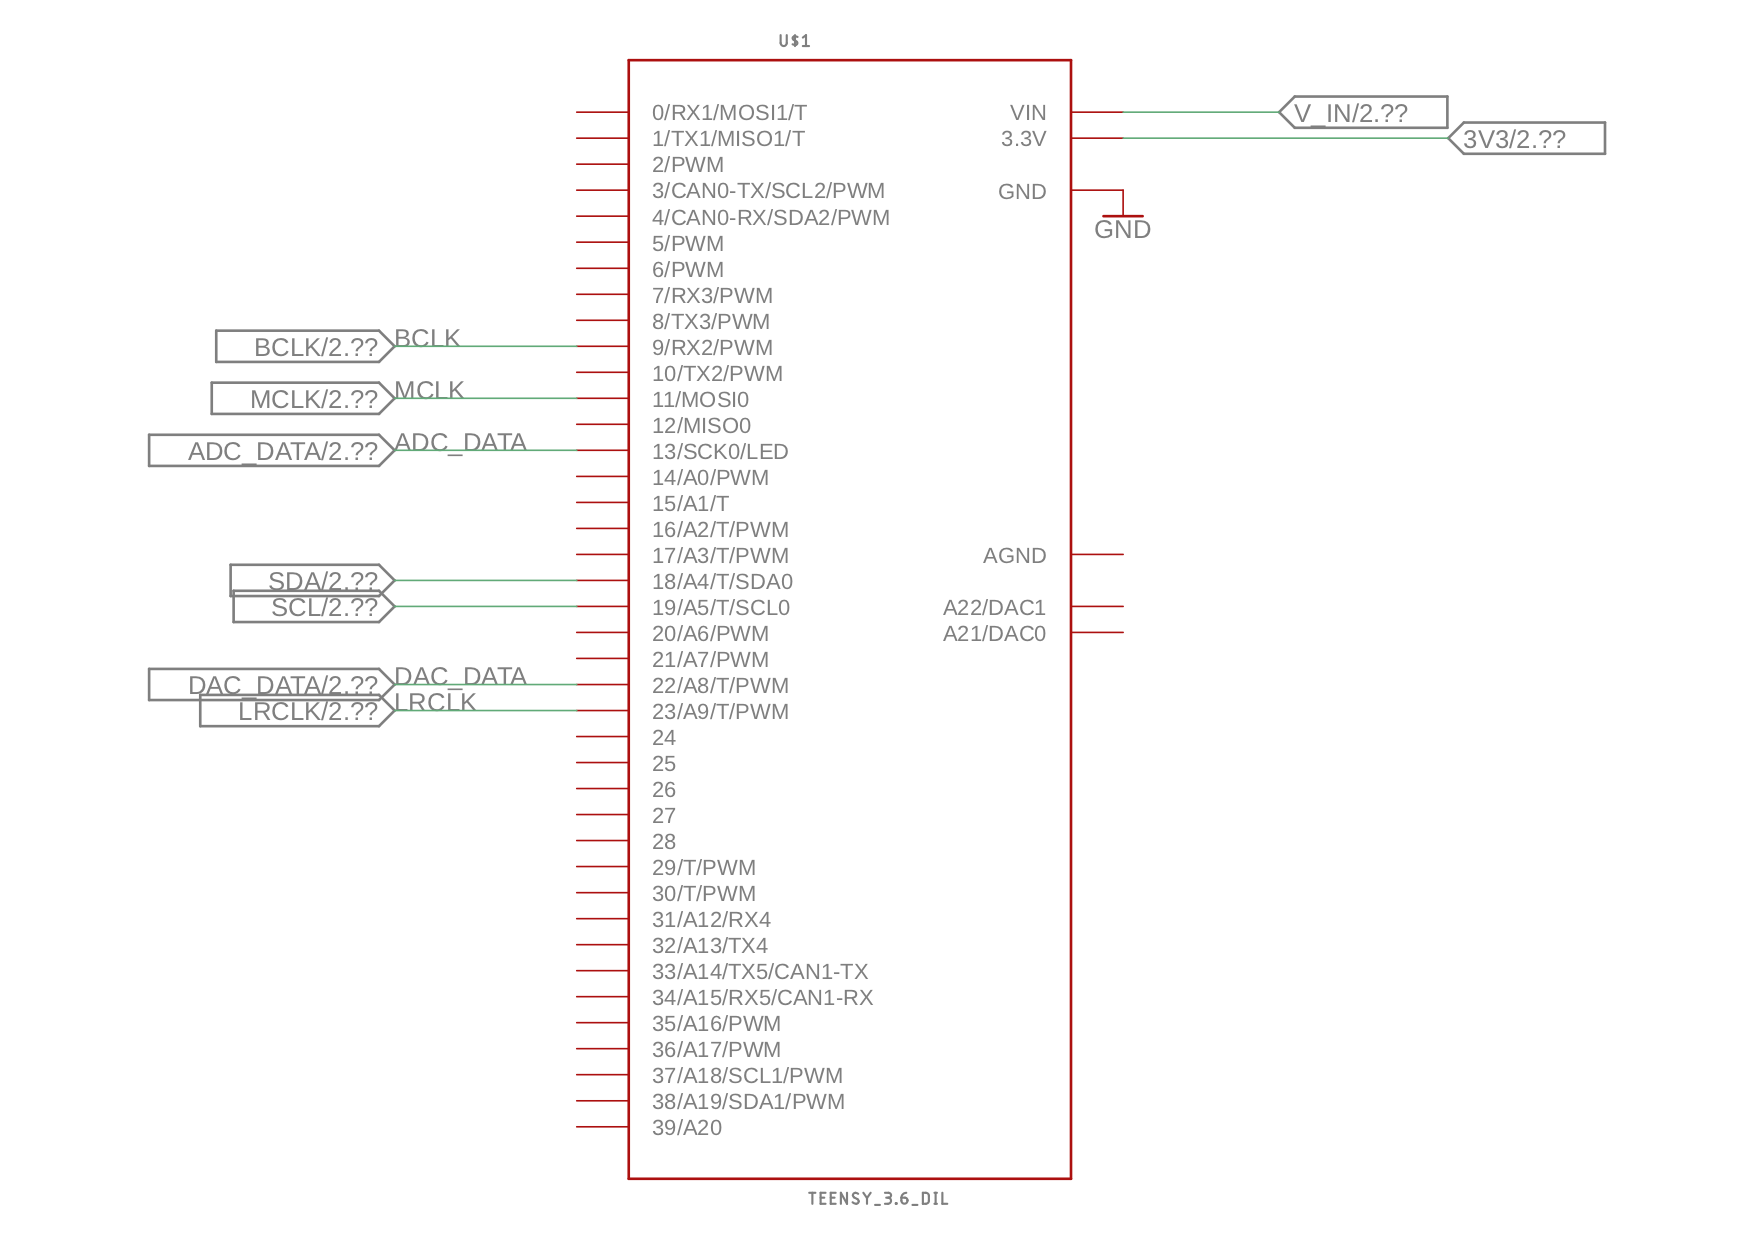 U$1
0/RX1/MOSI1/T
1/TX1/MISO1/T
2/PWM
3/CAN0-TX/SCL2/PWM
4/CAN0-RX/SDA2/PWM
5/PWM
6/PWM
7/RX3/PWM
8/TX3/PWM
9/RX2/PWM
10/TX2/PWM
11/MOSI0
12/MISO0
13/SCK0/LED
14/A0/PWM
15/A1/T
16/A2/T/PWM
17/A3/T/PWM
18/A4/T/SDA0
19/A5/T/SCL0
20/A6/PWM
21/A7/PWM
22/A8/T/PWM
23/A9/T/PWM
24
25
26
27
28
29/T/PWM
30/T/PWM
31/A12/RX4
32/A13/TX4
33/A14/TX5/CAN1-TX
34/A15/RX5/CAN1-RX
35/A16/PWM
36/A17/PWM
37/A18/SCL1/PWM
38/A19/SDA1/PWM
39/A20
VIN
3.3V
GND
AGND
A22/DAC1
A21/DAC0
V_IN/2.??
3V3/2.??
GND
BCLK/2.?? BCLK
MCLK/2.?? MCLK
ADC_DATA/2.?? ADC_DATA
SDA/2.??
SCL/2.??
DAC_DATA/2.?? DAC_DATA
LRCLK/2.?? LRCLK
TEENSY_3.6_DIL